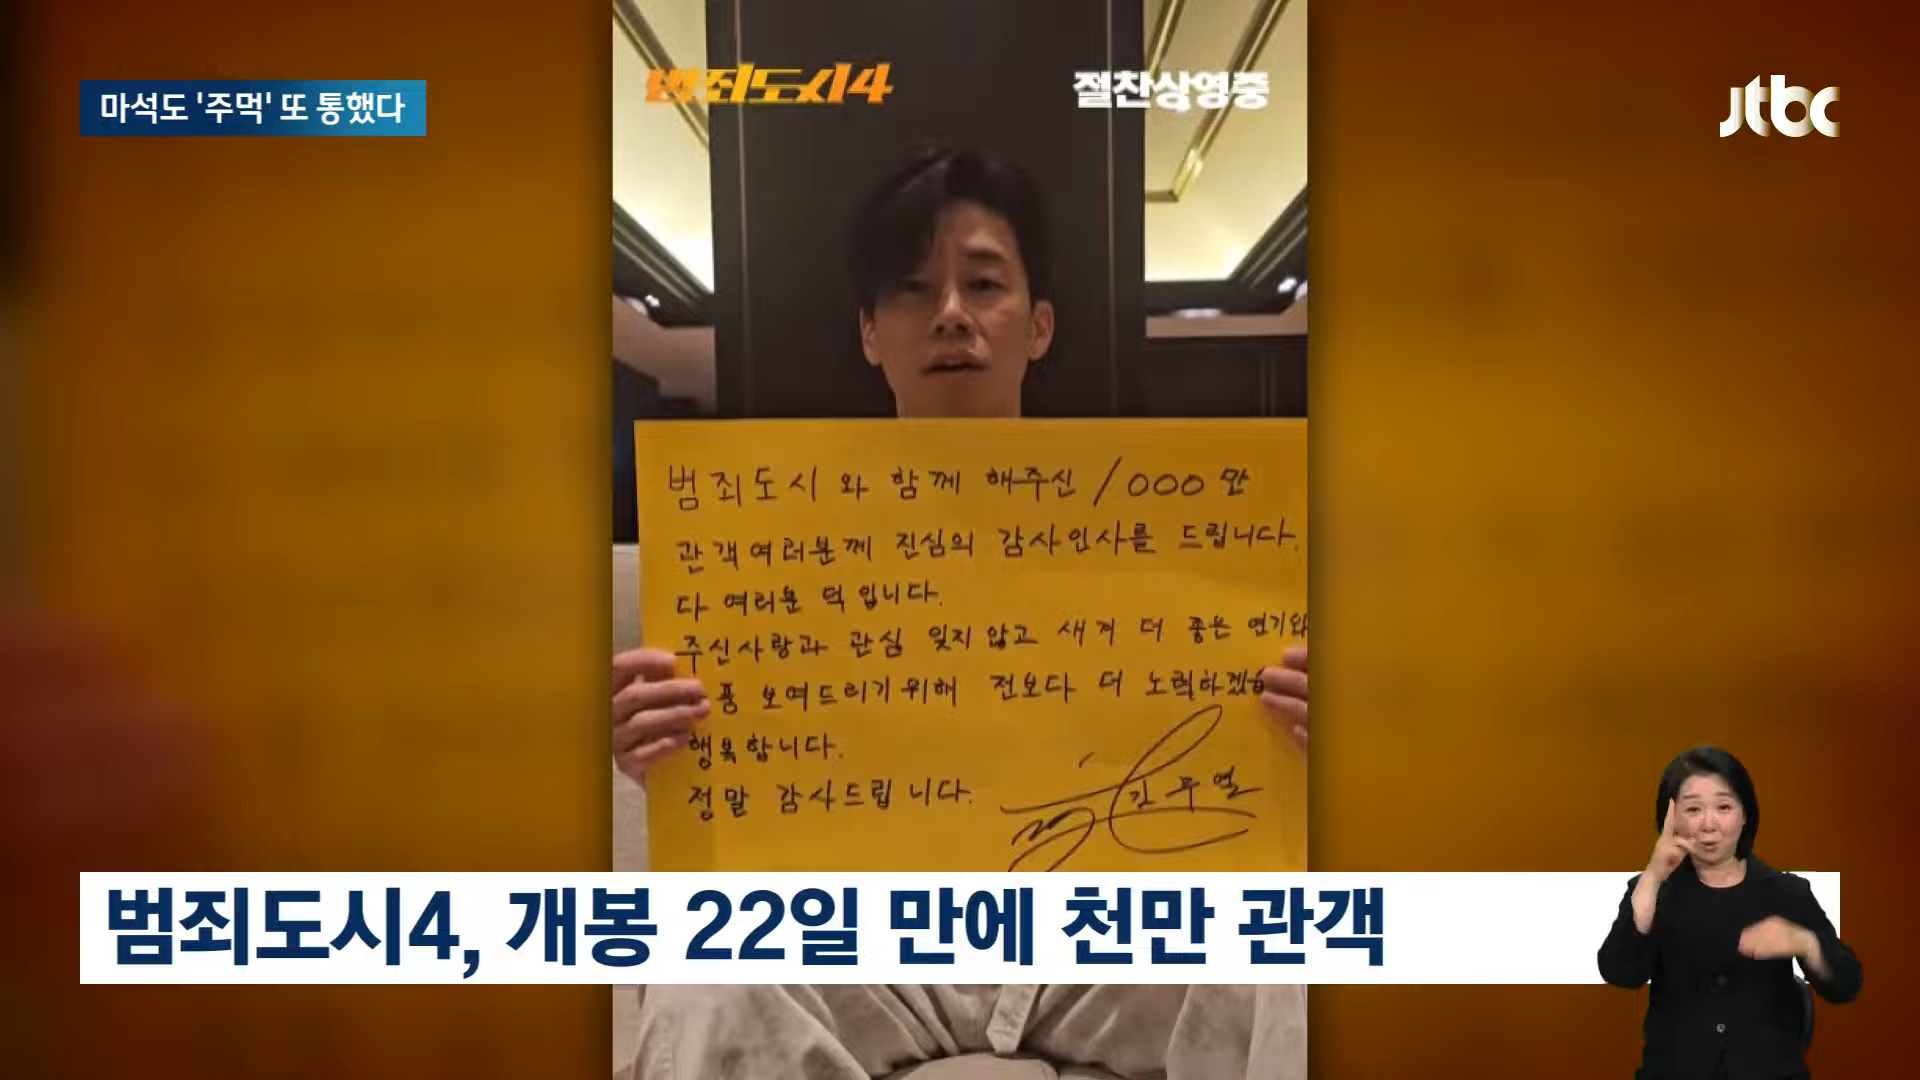 마석도 '주먹' 또 통했다
범죄도시4
절찬상영중
jtbc
범죄도시와 함께 해주신 1000만
관객여러분께 진심의 감사인사를 드립니다.
다 여러분 덕입니다.
주신사랑과 관심 잊지않고 새겨 더 좋은 연기와
품 보여드리기위해 전보다 더 노력하겠습
행복합니다.
정말 감사드립니다.
김무열
범죄도시4, 개봉 22일 만에 천만 관객